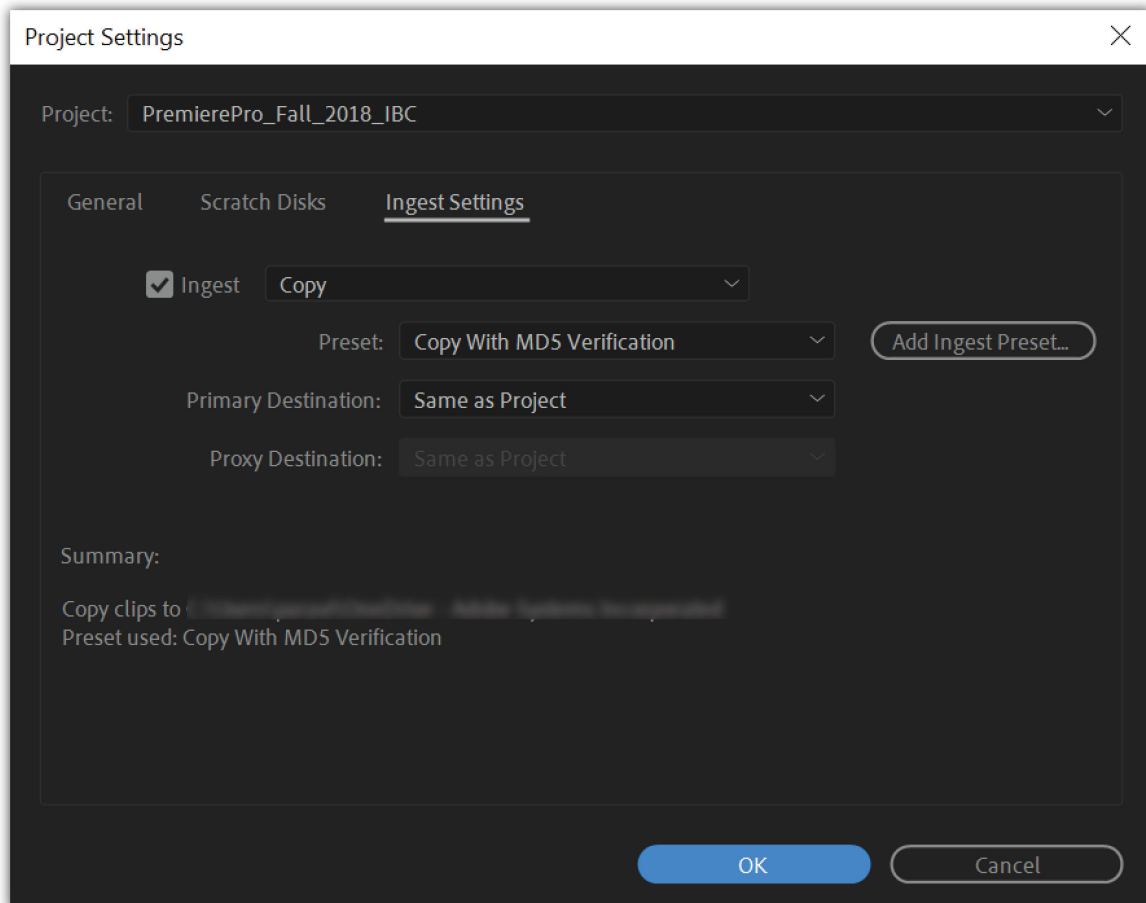 Project Settings
Project: PremierePro_Fall_2018_IBC
General Scratch Disks Ingest Settings
Ingest Copy
Preset: Copy With MD5 Verification Add Ingest Preset...
Primary Destination: Same as Project
Proxy Destination: Same as Project
Summary:
Copy clips to
Preset used: Copy With MD5 Verification
OK Cancel